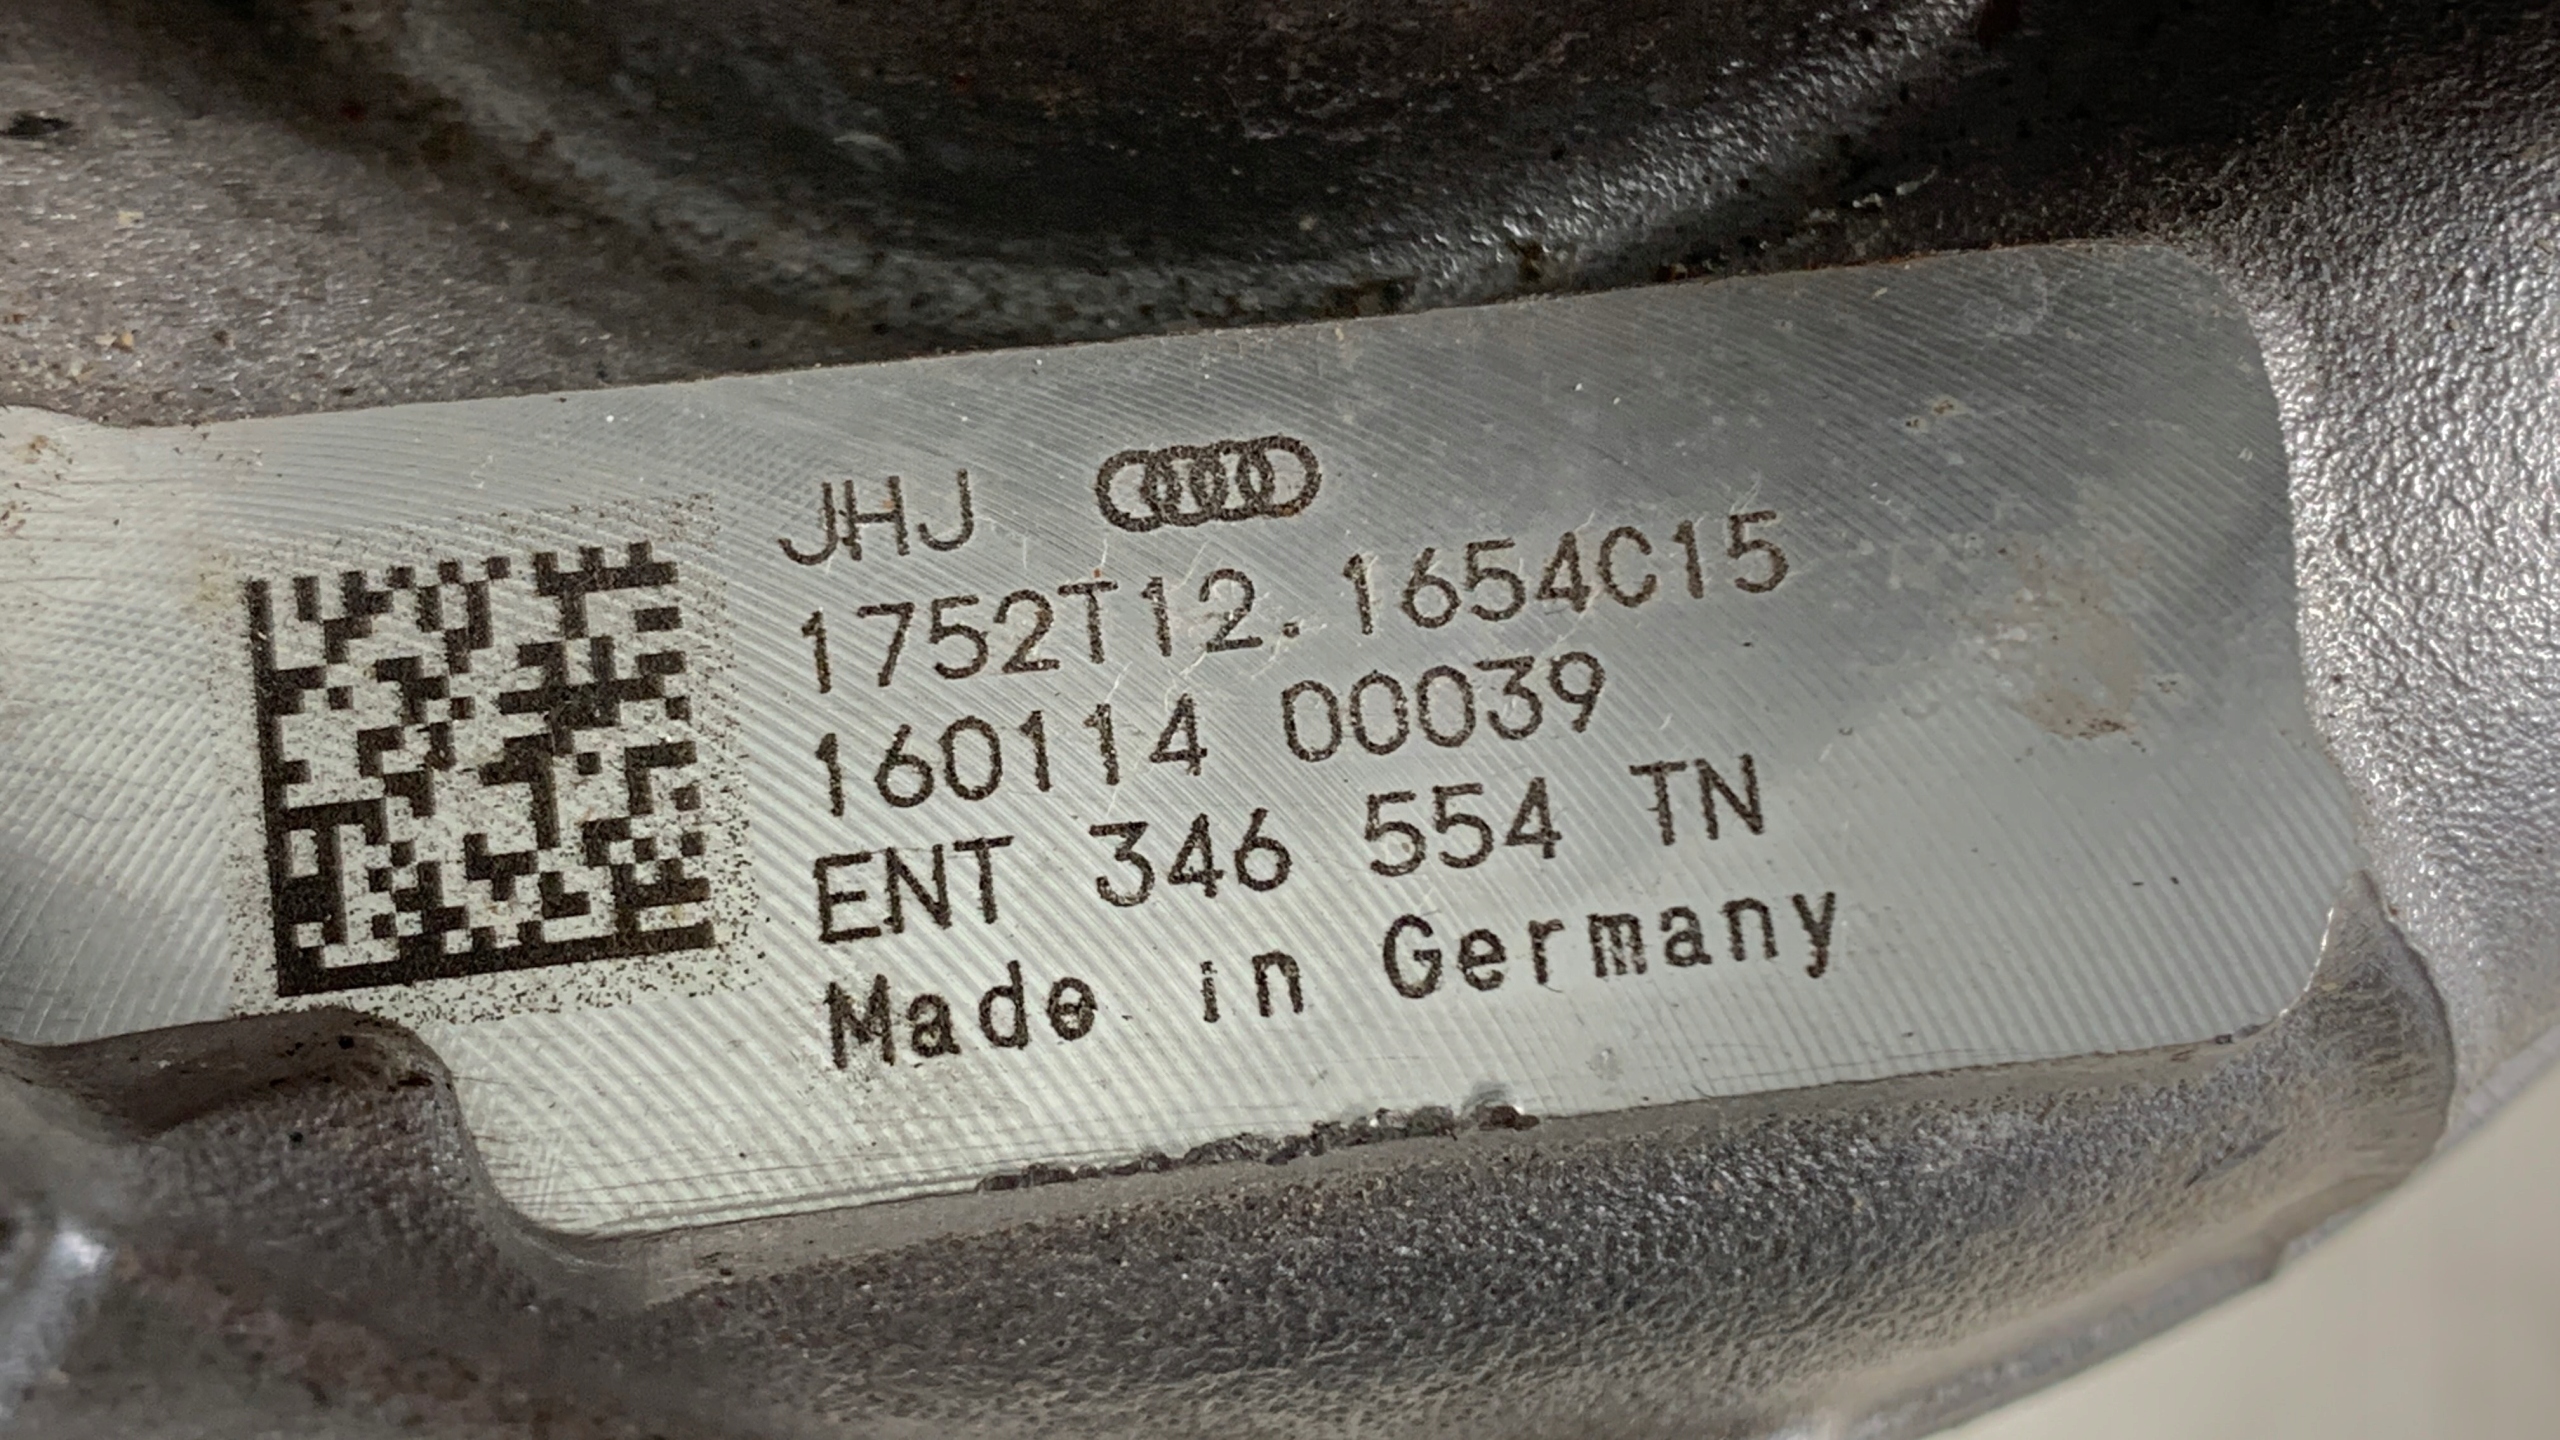 JHJ
1752T12.1654C15
160114 00039
ENT 346 554 TN
Made in Germany